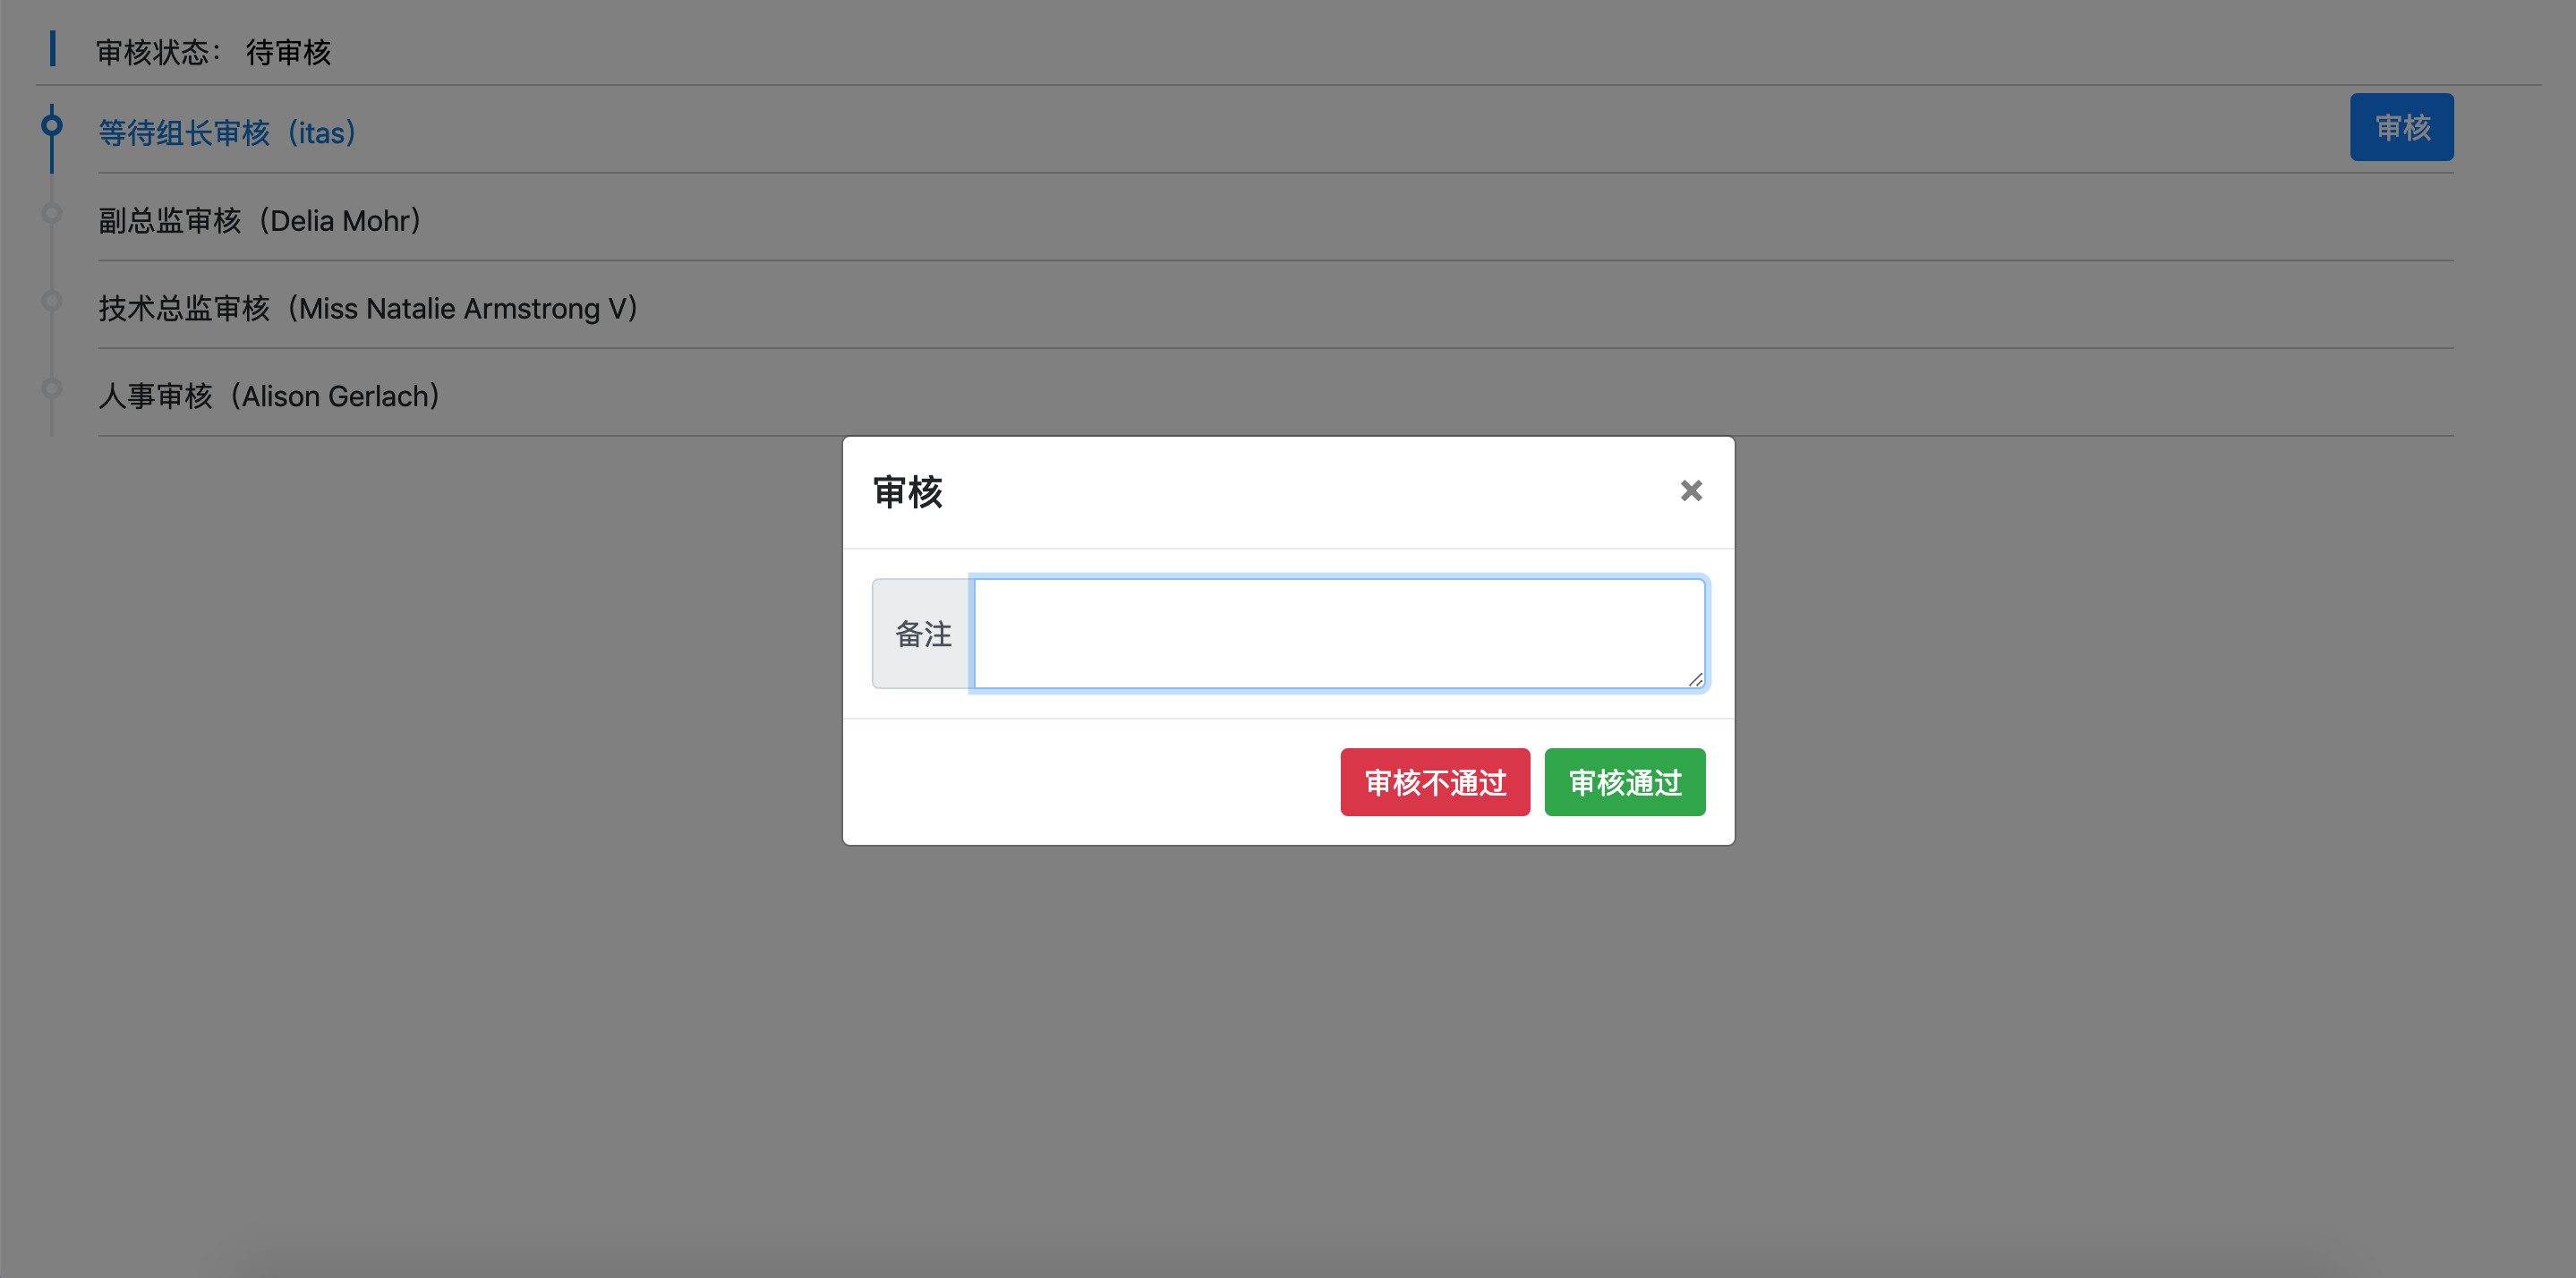 审核状态： 待审核
等待组长审核（itas） 审核
副总监审核（Delia Mohr）
技术总监审核（Miss Natalie Armstrong V）
人事审核（Alison Gerlach）
审核 ×
备注
审核不通过 审核通过